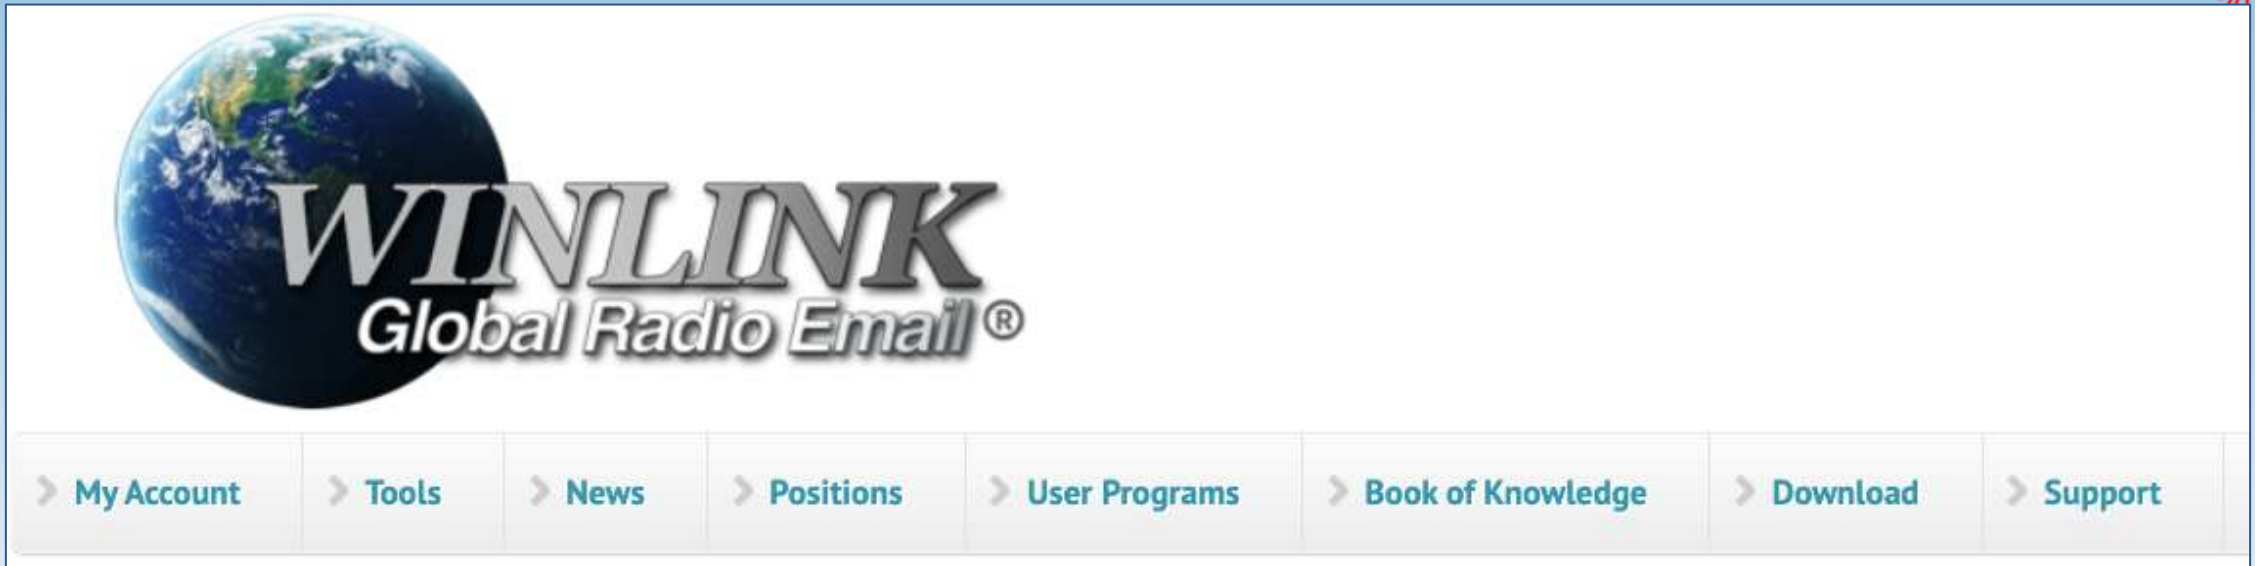 WINLINK
Global Radio Email®
My Account Tools News Positions User Programs Book of Knowledge Download Support